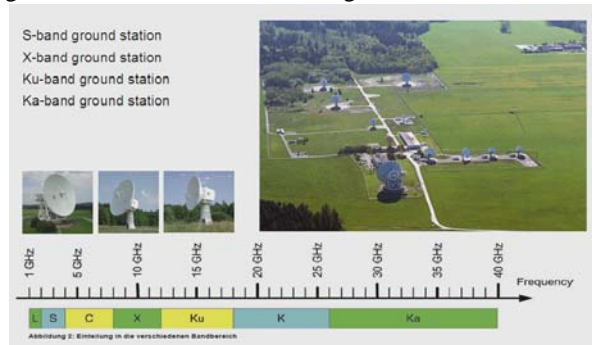 S-band ground station
X-band ground station
Ku-band ground station
Ka-band ground station
1 GHz
5 GHz
10 GHz
15 GHz
20 GHz
25 GHz
30 GHz
35 GHz
40 GHz
Frequency
L S C X Ku K Ka
Abbildung 2: Einteilung in die verschiedenen Bandbereich